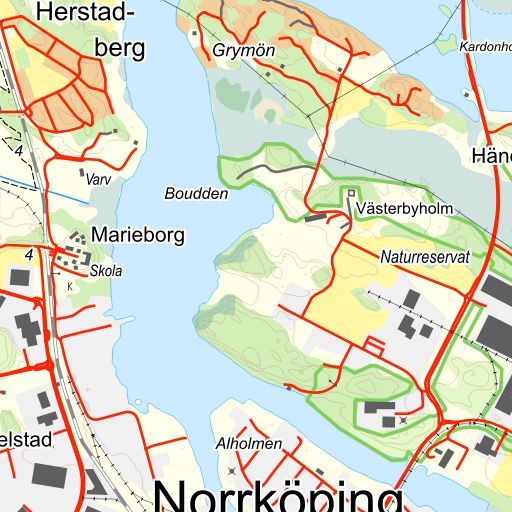 Herstad-
berg
Grymön
Kardonho
4
Varv
Hän
Boudden
Västerbyholm
Marieborg
Naturreservat
4
Skola
K
elstad
Alholmen
Norrköping